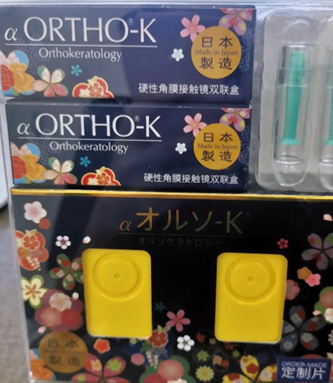 α ORTHO-K®
Orthokeratology
日本
Made in Japan
製造
硬性角膜接触镜双联盒
α ORTHO-K®
Orthokeratology
日本
Made in Japan
製造
硬性角膜接触镜双联盒
α オルソ-K®
オルソケラトロジー
日本
製造
ORDER-MADE
定制片